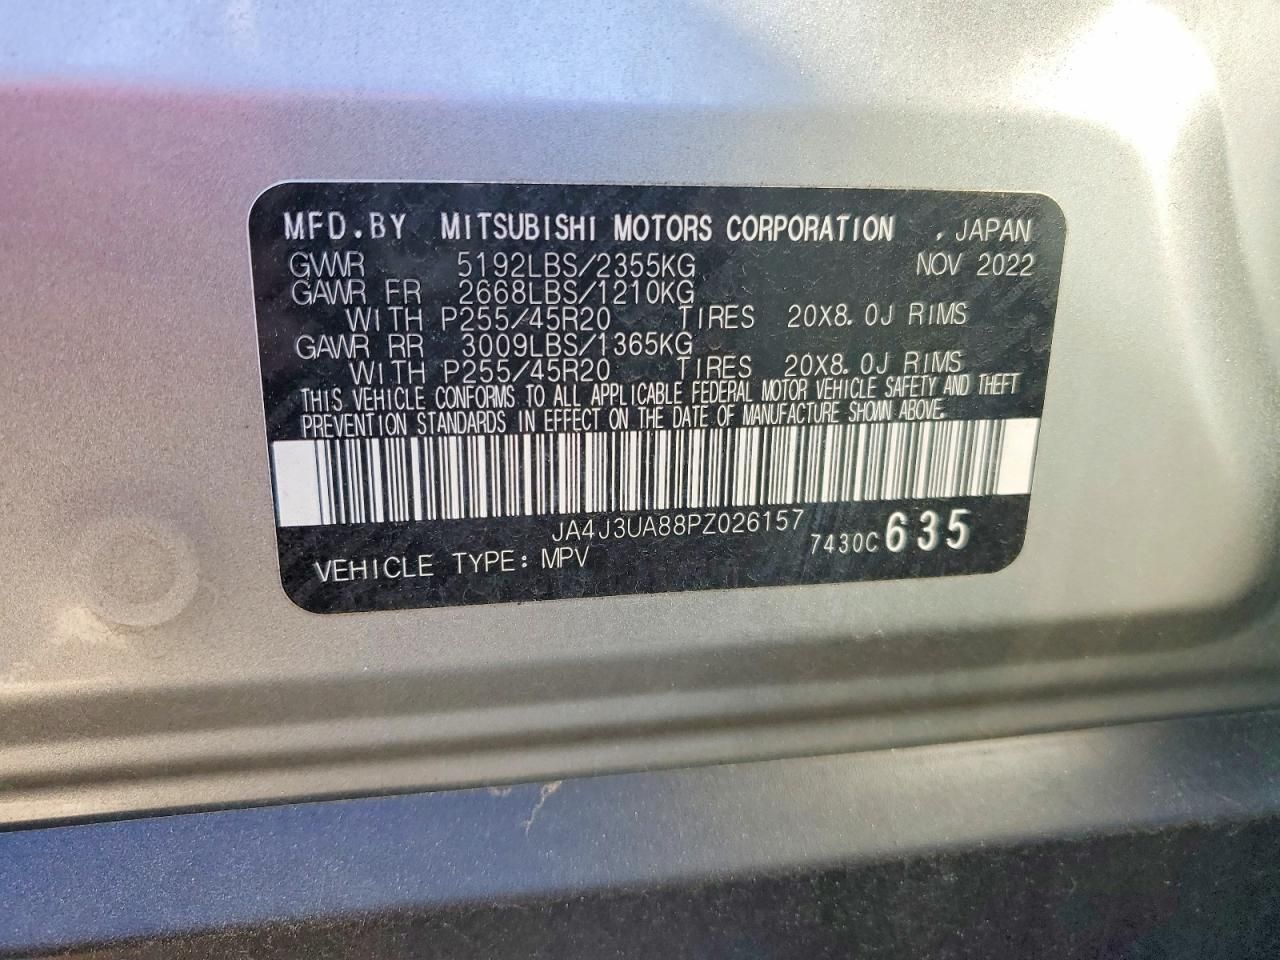 MFD.BY MITSUBISHI MOTORS CORPORATION , JAPAN
GVWR 5192LBS/2355KG NOV 2022
GAWR FR 2668LBS/1210KG
WITH P255/45R20 TIRES 20X8.0J RIMS
GAWR RR 3009LBS/1365KG
WITH P255/45R20 TIRES 20X8.0J RIMS
THIS VEHICLE CONFORMS TO ALL APPLICABLE FEDERAL MOTOR VEHICLE SAFETY AND THEFT
PREVENTION STANDARDS IN EFFECT ON THE DATE OF MANUFACTURE SHOWN ABOVE.
JA4J3UA88PZ026157
7430C 635
VEHICLE TYPE: MPV